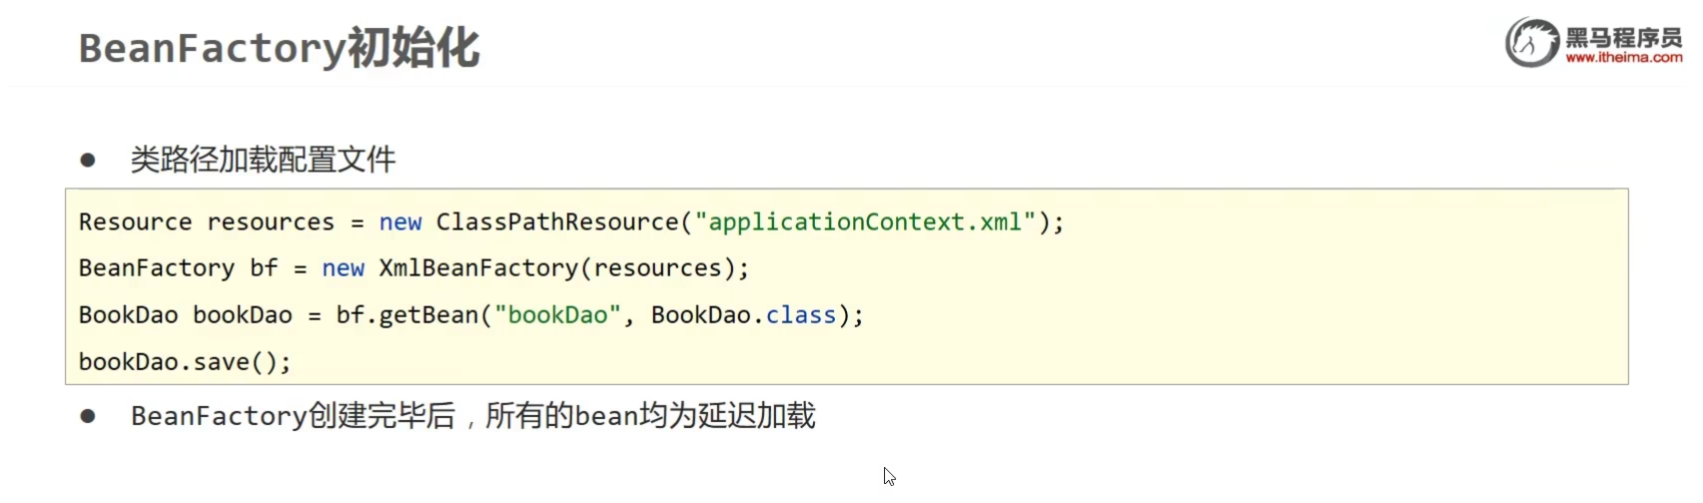 BeanFactory初始化
黑马程序员
www.itheima.com
● 类路径加载配置文件
Resource resources = new ClassPathResource("applicationContext.xml");
BeanFactory bf = new XmlBeanFactory(resources);
BookDao bookDao = bf.getBean("bookDao", BookDao.class);
bookDao.save();
● BeanFactory创建完毕后，所有的bean均为延迟加载